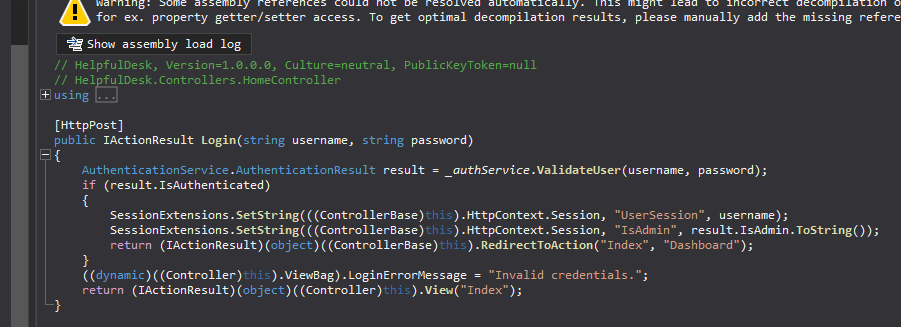 Warning: Some assembly references could not be resolved automatically. This might lead to incorrect decompilation o
for ex. property getter/setter access. To get optimal decompilation results, please manually add the missing refere
Show assembly load log
// HelpfulDesk, Version=1.0.0.0, Culture=neutral, PublicKeyToken=null
// HelpfulDesk.Controllers.HomeController
using ...
[HttpPost]
public IActionResult Login(string username, string password)
{
AuthenticationService.AuthenticationResult result = _authService.ValidateUser(username, password);
if (result.IsAuthenticated)
{
SessionExtensions.SetString(((ControllerBase)this).HttpContext.Session, "UserSession", username);
SessionExtensions.SetString(((ControllerBase)this).HttpContext.Session, "IsAdmin", result.IsAdmin.ToString());
return (IActionResult)(object)((ControllerBase)this).RedirectToAction("Index", "Dashboard");
}
((dynamic)((Controller)this).ViewBag).LoginErrorMessage = "Invalid credentials.";
return (IActionResult)(object)((Controller)this).View("Index");
}